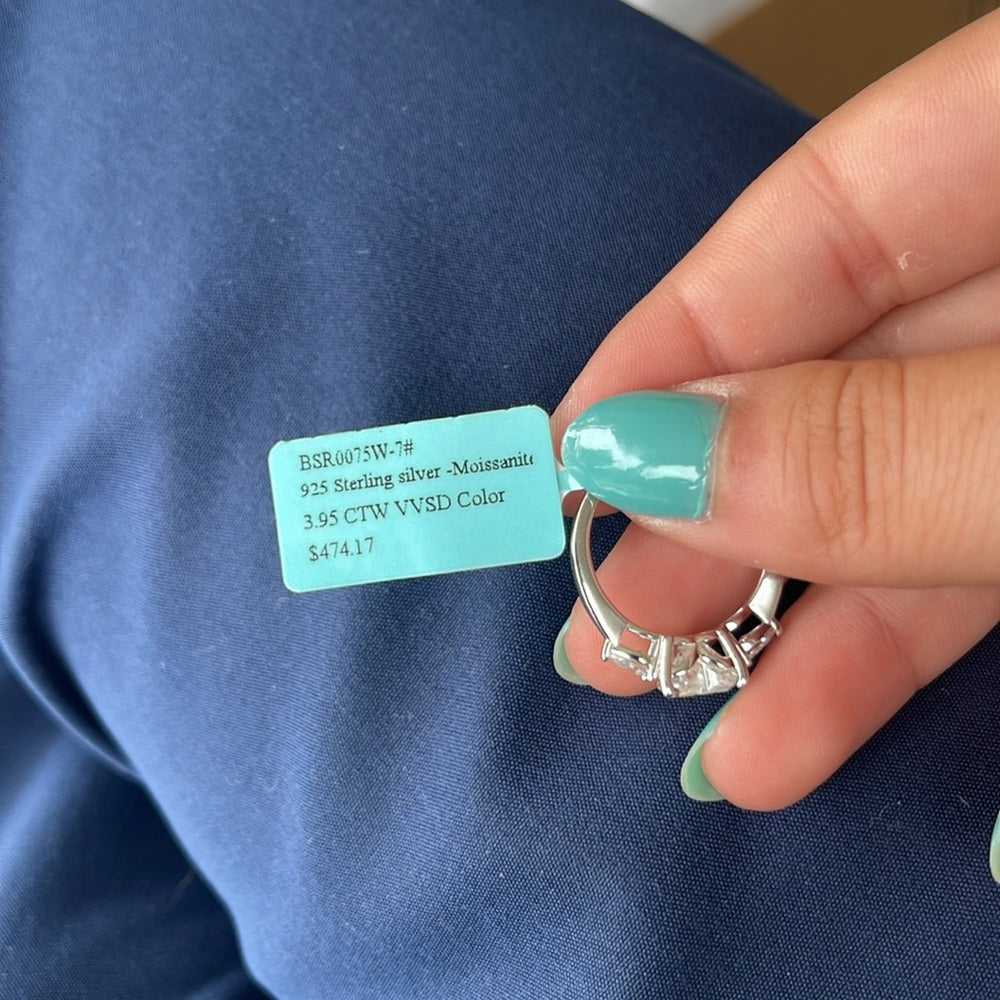 BSR0075W-7#
925 Sterling silver -Moissanite
3.95 CTW VVSD Color
$474.17